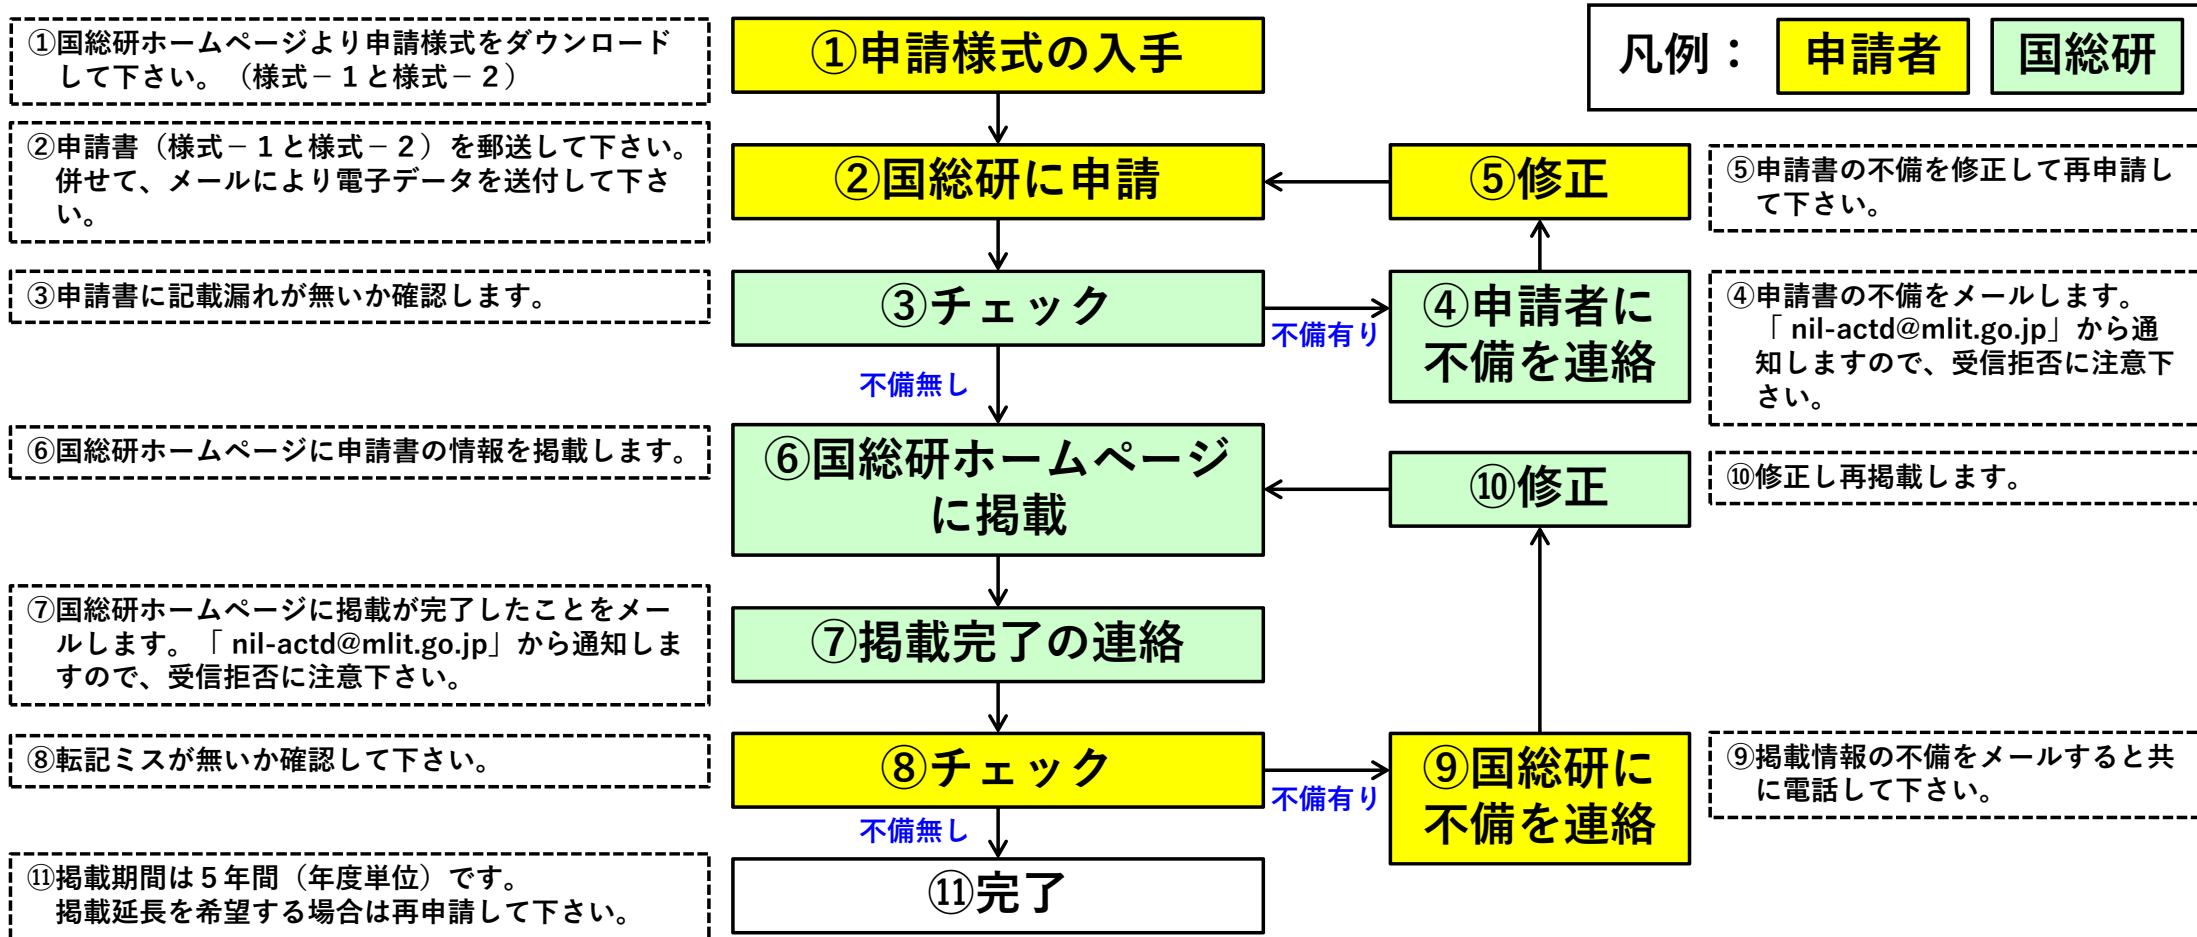 ①国総研ホームページより申請様式をダウンロード
して下さい。（様式－１と様式－２）
①申請様式の入手
凡例：
申請者
国総研
②申請書（様式－１と様式－２）を郵送して下さい。
併せて、メールにより電子データを送付して下さ
い。
②国総研に申請
⑤修正
⑤申請書の不備を修正して再申請し
て下さい。
③申請書に記載漏れが無いか確認します。
③チェック
不備有り
④申請者に
不備を連絡
④申請書の不備をメールします。
「 nil-actd@mlit.go.jp」から通
知しますので、受信拒否に注意下
さい。
不備無し
⑥国総研ホームページに申請書の情報を掲載します。
⑥国総研ホームページ
に掲載
⑩修正
⑩修正し再掲載します。
⑦国総研ホームページに掲載が完了したことをメー
ルします。「 nil-actd@mlit.go.jp」から通知しま
すので、受信拒否に注意下さい。
⑦掲載完了の連絡
⑧転記ミスが無いか確認して下さい。
⑧チェック
不備有り
⑨国総研に
不備を連絡
⑨掲載情報の不備をメールすると共
に電話して下さい。
不備無し
⑪掲載期間は５年間（年度単位）です。
掲載延長を希望する場合は再申請して下さい。
⑪完了